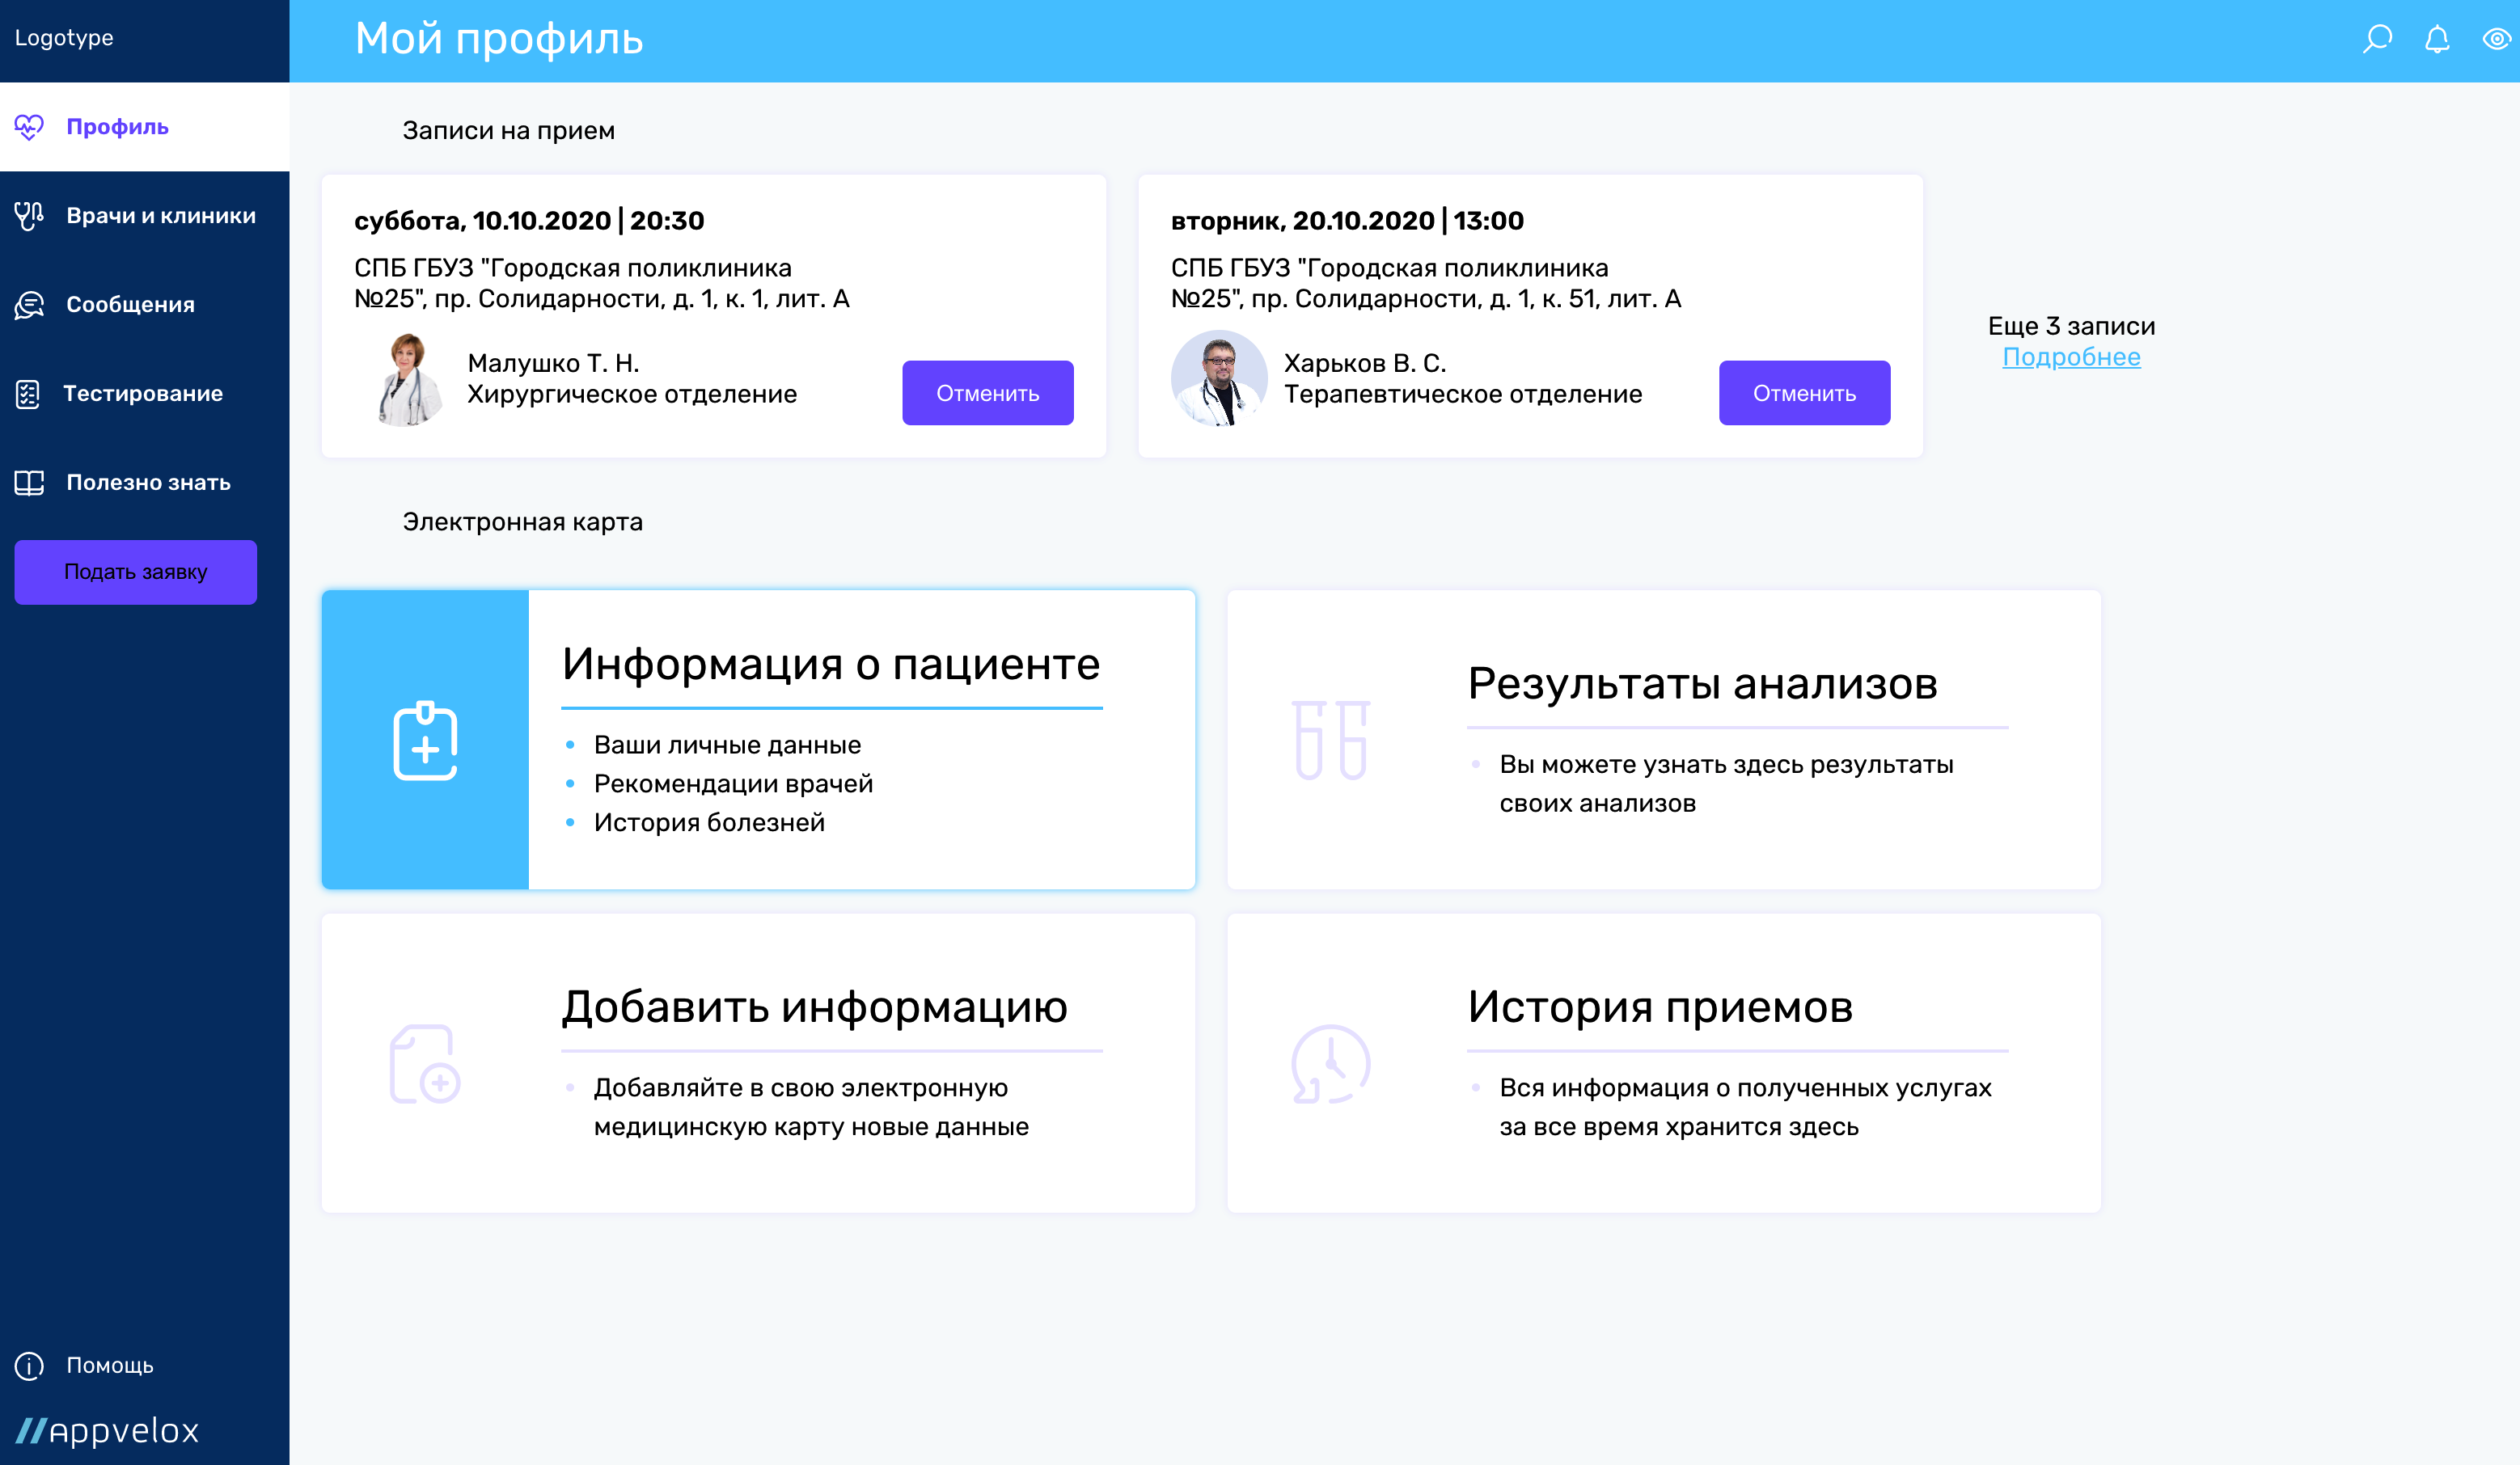 Logotype
Мой профиль
Профиль
Врачи и клиники
Сообщения
Тестирование
Полезно знать
Подать заявку
Помощь
appvelox
Записи на прием
суббота, 10.10.2020 | 20:30
СПБ ГБУЗ "Городская поликлиника
№25", пр. Солидарности, д. 1, к. 1, лит. А
Малушко Т. Н.
Хирургическое отделение
Отменить
вторник, 20.10.2020 | 13:00
СПБ ГБУЗ "Городская поликлиника
№25", пр. Солидарности, д. 1, к. 51, лит. А
Харьков В. С.
Терапевтическое отделение
Отменить
Еще 3 записи
Подробнее
Электронная карта
Информация о пациенте
Ваши личные данные
Рекомендации врачей
История болезней
Результаты анализов
Вы можете узнать здесь результаты
своих анализов
Добавить информацию
Добавляйте в свою электронную
медицинскую карту новые данные
История приемов
Вся информация о полученных услугах
за все время хранится здесь